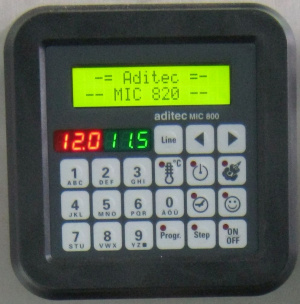 -= Aditec =-
-- MIC 820 --
aditec MIC 800
12.0 11.5 Line
1 2 3 °C
ABC DEF GHI
4 5 6 0
JKL MNO PQR AÖÜ
7 8 9 Progr. Step ON OFF
STU VWX YZ